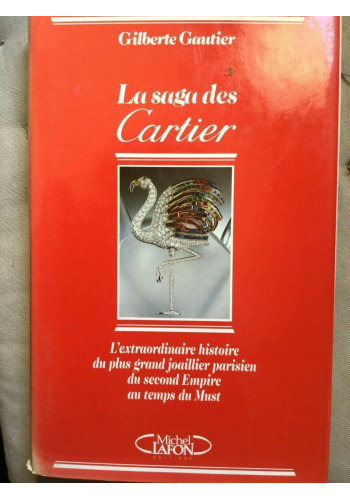 Gilberte Gautier
La saga des
Cartier
L'extraordinaire histoire
du plus grand joaillier parisien
du second Empire
au temps du Must
Michel
LAFON
EDITIONS